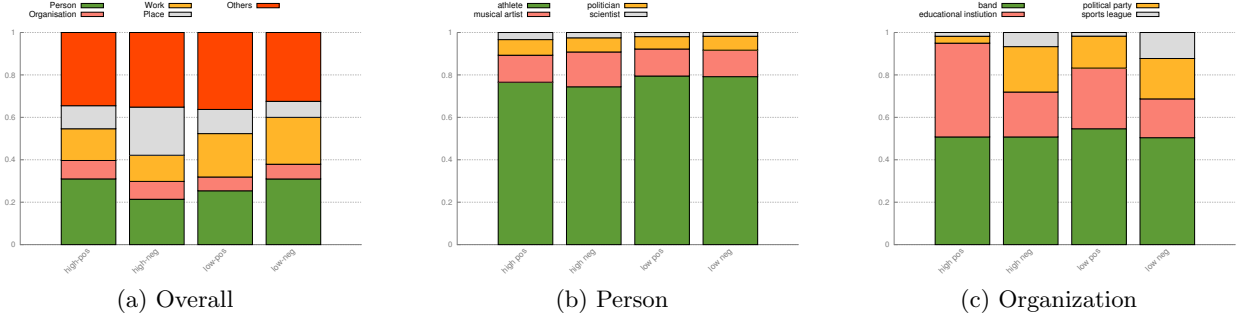 Person Work Others
Organisation Place
1
0.8
0.6
0.4
0.2
0
high-pos high-neg low-pos low-neg
(a) Overall
athlete politician
musical artist scientist
1
0.8
0.6
0.4
0.2
0
high pos high neg low pos low neg
(b) Person
band political party
educational instiution sports league
1
0.8
0.6
0.4
0.2
0
high pos high neg low pos low neg
(c) Organization